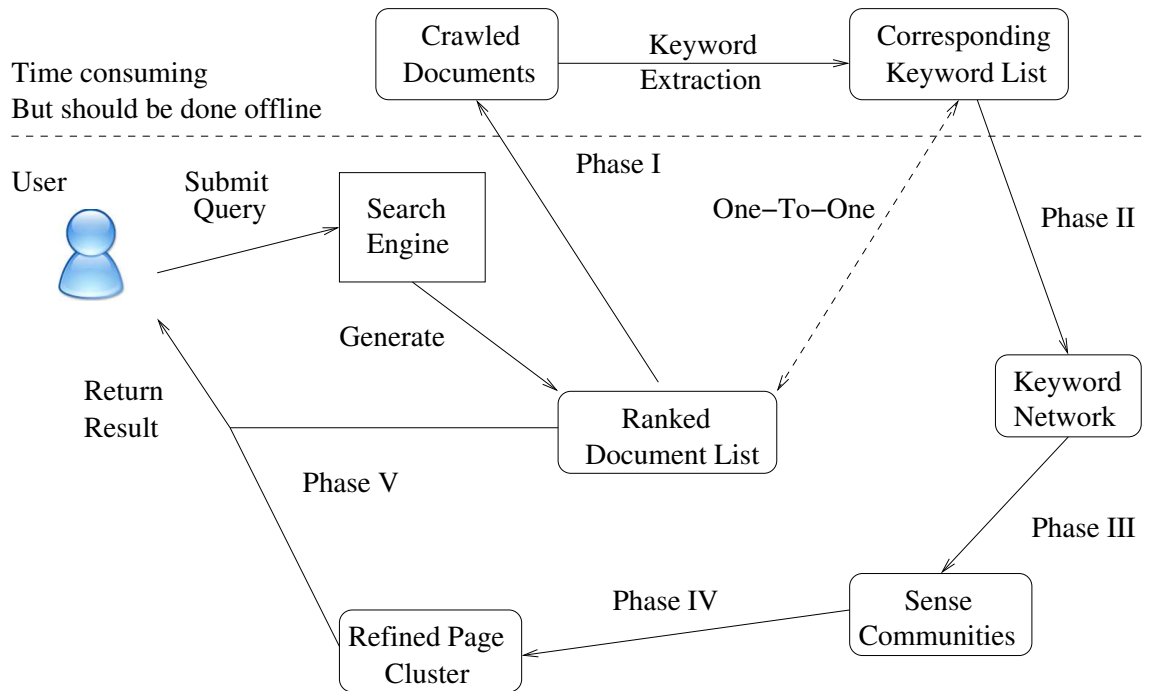 Crawled
Documents
Keyword
Extraction
Corresponding
Keyword List
Time consuming
But should be done offline
User
Submit
Query
Search
Engine
Phase I
One−To−One
Phase II
Generate
Return
Result
Ranked
Document List
Keyword
Network
Phase V
Phase III
Phase IV
Refined Page
Cluster
Sense
Communities